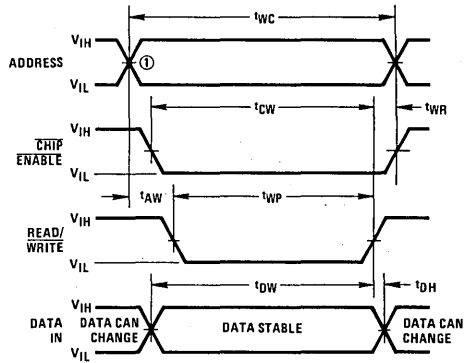 tWC
VIH
ADDRESS
①
VIL
tCW
tWR
VIH
CHIP
ENABLE
VIL
tAW
tWP
VIH
READ/
WRITE
VIL
tDW
tDH
VIH
DATA IN
DATA CAN CHANGE
DATA STABLE
DATA CAN CHANGE
VIL